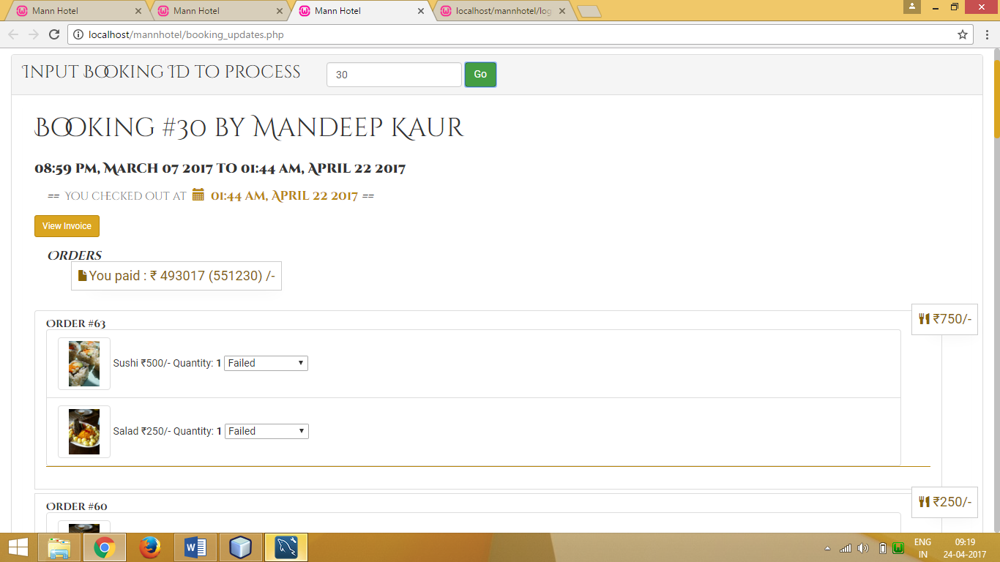 Mann Hotel
Mann Hotel
Mann Hotel
localhost/mannhotel/log
localhost/mannhotel/booking_updates.php
Input Booking ID to process
30
Go
Booking #30 by Mandeep Kaur
08:59 pm, March 07 2017 to 01:44 am, April 22 2017
== you checked out at 01:44 am, April 22 2017 ==
View Invoice
Orders
You paid : ₹ 493017 (551230) /-
₹750/-
Order #63
Sushi ₹500/- Quantity: 1 Failed
Salad ₹250/- Quantity: 1 Failed
₹250/-
Order #60
ENG
IN
09:19
24-04-2017